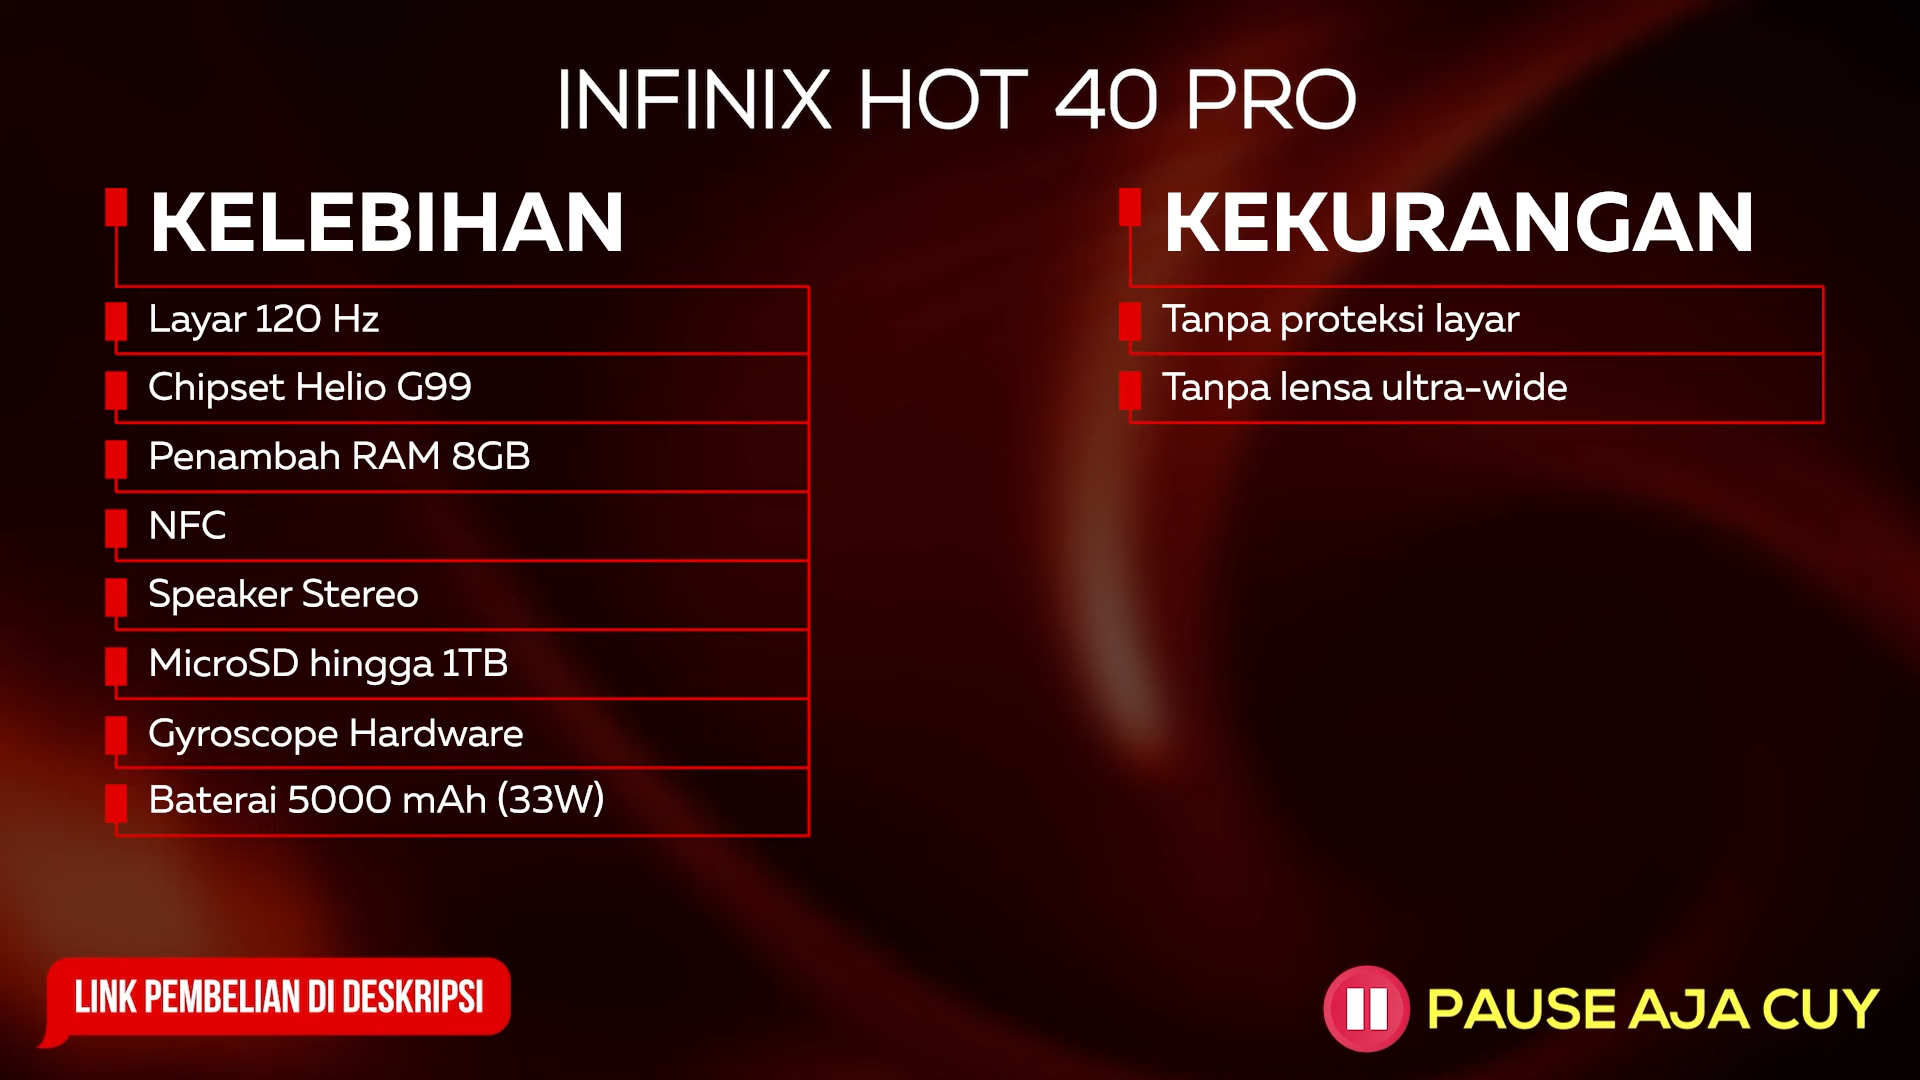 INFINIX HOT 40 PRO
KELEBIHAN
Layar 120 Hz
Chipset Helio G99
Penambah RAM 8GB
NFC
Speaker Stereo
MicroSD hingga 1TB
Gyroscope Hardware
Baterai 5000 mAh (33W)
KEKURANGAN
Tanpa proteksi layar
Tanpa lensa ultra-wide
LINK PEMBELIAN DI DESKRIPSI
PAUSE AJA CUY